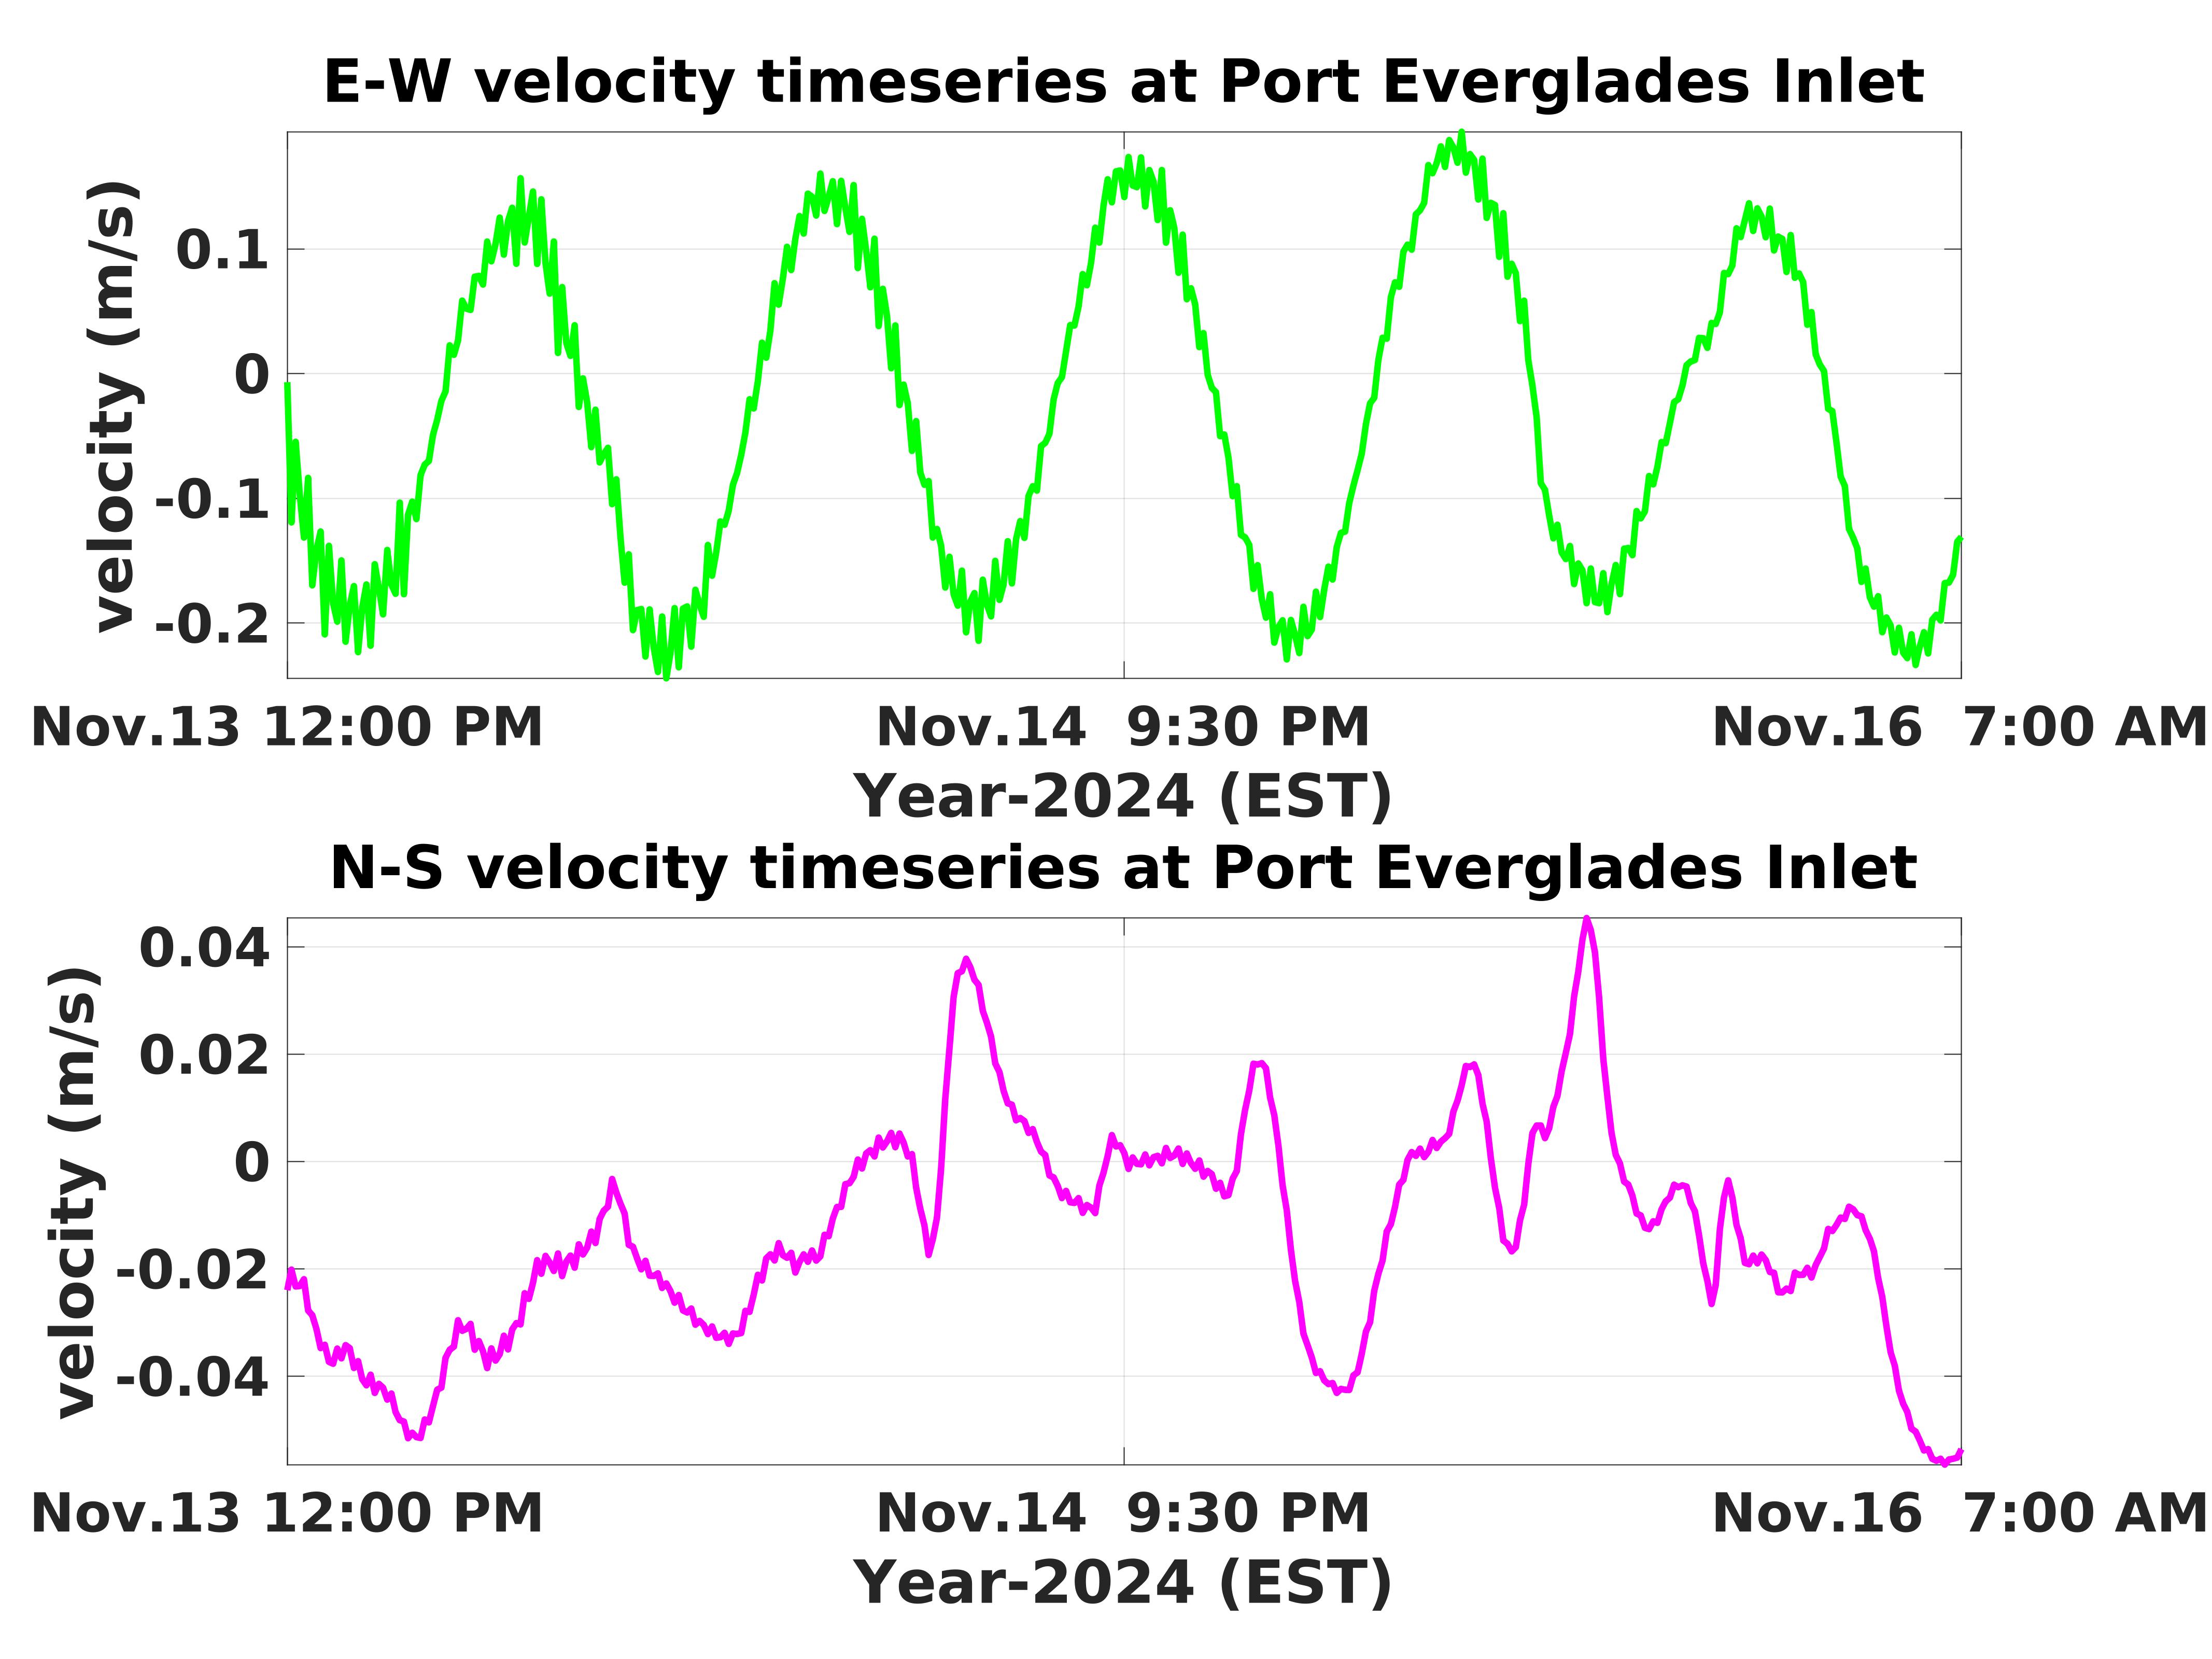 E-W velocity timeseries at Port Everglades Inlet
velocity (m/s)
0.1
0
-0.1
-0.2
Nov.13 12:00 PM
Nov.14  9:30 PM
Nov.16  7:00 AM
Year-2024 (EST)
N-S velocity timeseries at Port Everglades Inlet
velocity (m/s)
0.04
0.02
0
-0.02
-0.04
Nov.13 12:00 PM
Nov.14  9:30 PM
Nov.16  7:00 AM
Year-2024 (EST)